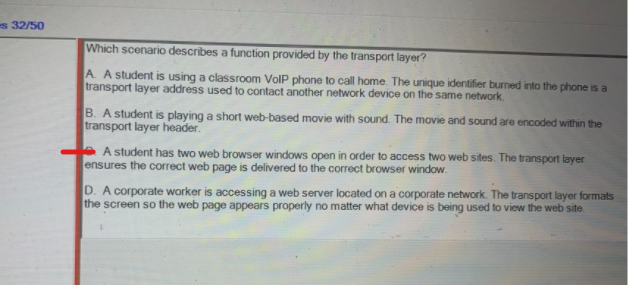 s 32/50
Which scenario describes a function provided by the transport layer?
A. A student is using a classroom VoIP phone to call home. The unique identifier burned into the phone is a
transport layer address used to contact another network device on the same network.
B. A student is playing a short web-based movie with sound. The movie and sound are encoded within the
transport layer header.
A student has two web browser windows open in order to access two web sites. The transport layer
ensures the correct web page is delivered to the correct browser window.
D. A corporate worker is accessing a web server located on a corporate network. The transport layer formats
the screen so the web page appears properly no matter what device is being used to view the web site.